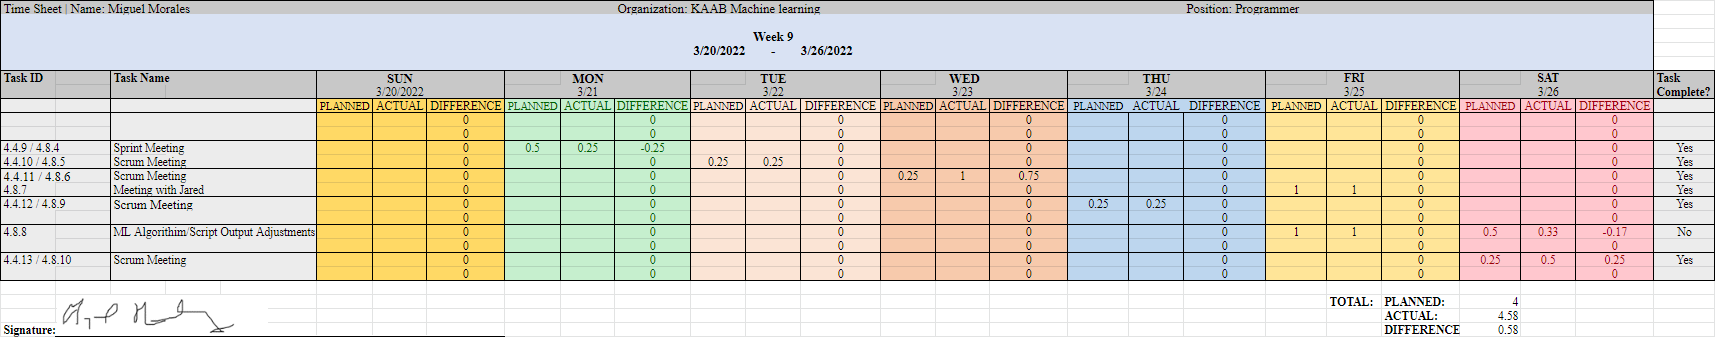 Time Sheet | Name: Miguel Morales Organization: KAAB Machine learning Position: Programmer
Week 9
3/20/2022 - 3/26/2022
Task ID Task Name SUN MON TUE WED THU FRI SAT Task
3/20/2022 3/21 3/22 3/23 3/24 3/25 3/26 Complete?
PLANNED ACTUAL DIFFERENCE PLANNED ACTUAL DIFFERENCE PLANNED ACTUAL DIFFERENCE PLANNED ACTUAL DIFFERENCE PLANNED ACTUAL DIFFERENCE PLANNED ACTUAL DIFFERENCE PLANNED ACTUAL DIFFERENCE
0 0 0 0 0 0 0
0 0 0 0 0 0 0
4.4.9 / 4.8.4 Sprint Meeting 0 0.5 0.25 -0.25 0 0 0 0 0 Yes
4.4.10 / 4.8.5 Scrum Meeting 0 0 0.25 0.25 0 0 0 0 0 Yes
4.4.11 / 4.8.6 Scrum Meeting 0 0 0 0.25 1 0.75 0 0 0 Yes
4.8.7 Meeting with Jared 0 0 0 0 0 1 1 0 0 Yes
4.4.12 / 4.8.9 Scrum Meeting 0 0 0 0 0.25 0.25 0 0 0 Yes
0 0 0 0 0 0 0
4.8.8 ML Algorithim/Script Output Adjustments 0 0 0 0 0 1 1 0 0.5 0.33 -0.17 No
0 0 0 0 0 0 0
4.4.13 / 4.8.10 Scrum Meeting 0 0 0 0 0 0 0.25 0.5 0.25 Yes
0 0 0 0 0 0 0
TOTAL: PLANNED: 4
ACTUAL: 4.58
Signature: DIFFERENCE 0.58